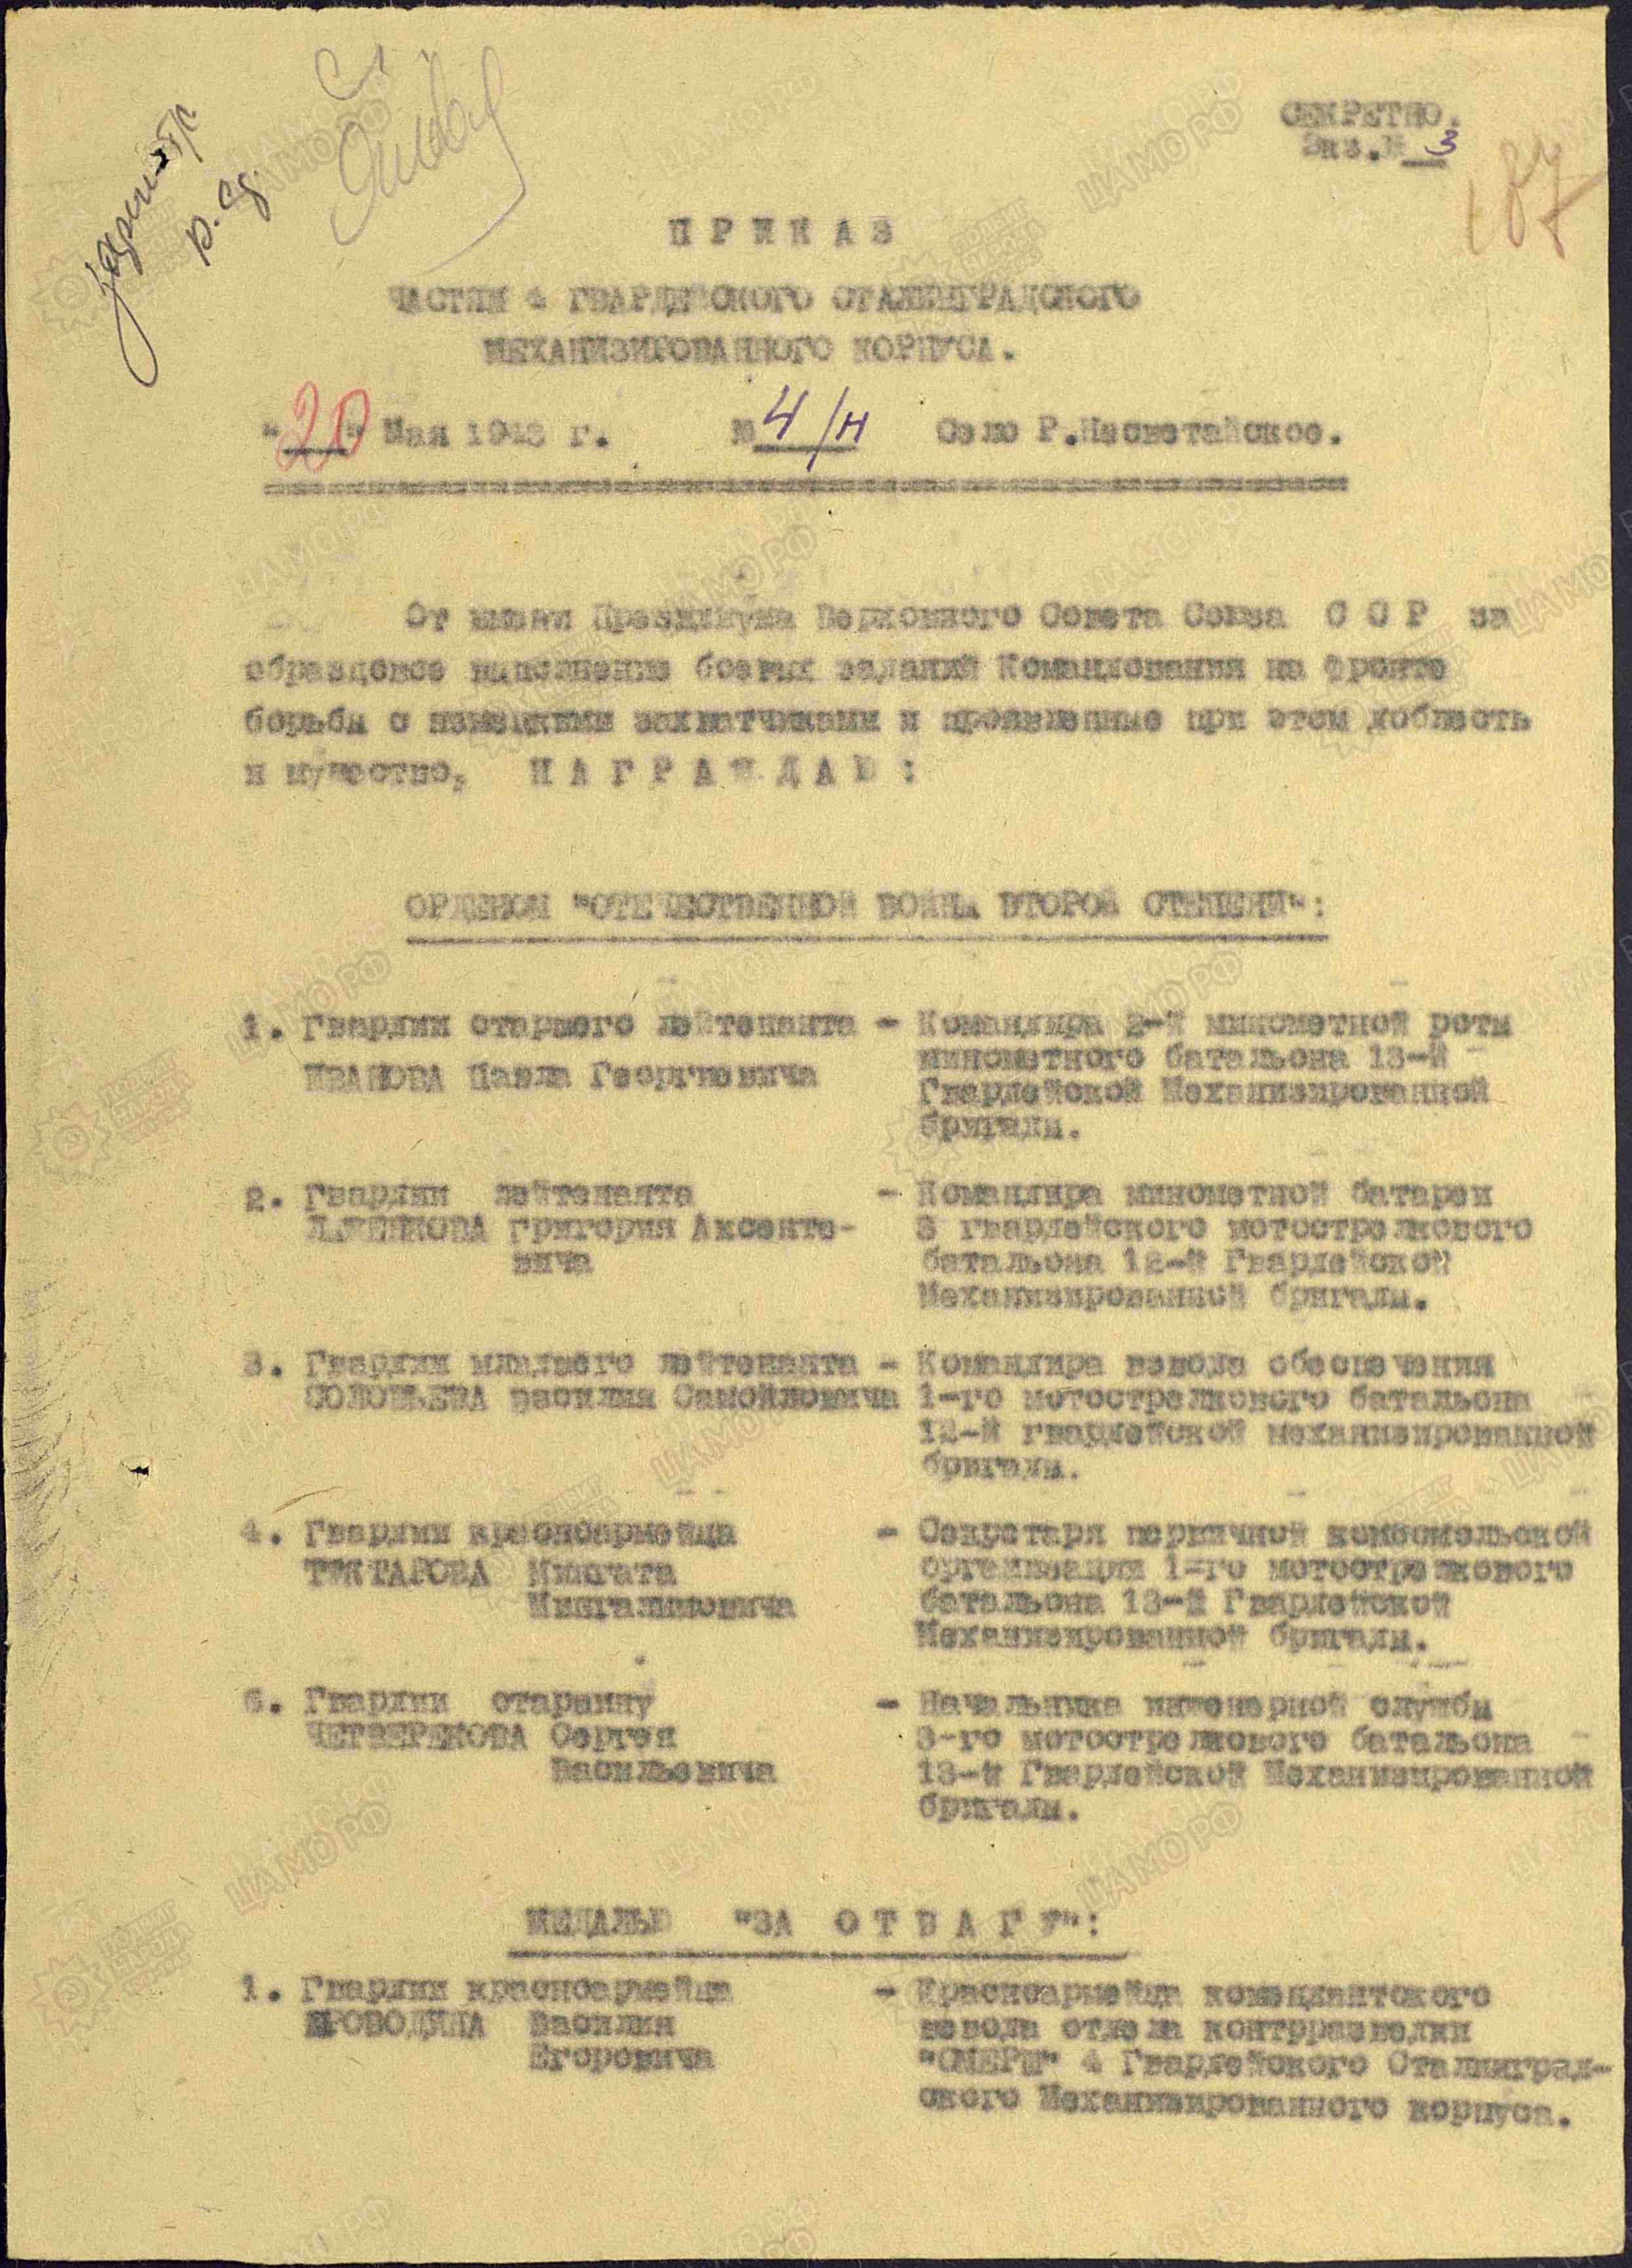 СЕКРЕТНО.
Экз.№ 3
187
ПРИКАЗ
ЧАСТЯМ 4 ГВАРДЕЙСКОГО СТАЛИНГРАДСКОГО
МЕХАНИЗИРОВАННОГО КОРПУСА.
"20" Мая 1943 г. № 4/н Село Р.Несветайское.
От имени Президиума Верховного Совета Союза ССР за
образцовое выполнение боевых заданий Командования на фронте
борьбы с немецкими захватчиками и проявленные при этом доблесть
и мужество, НАГРАЖДАЮ:
ОРДЕНОМ "ОТЕЧЕСТВЕННОЙ ВОЙНЫ ВТОРОЙ СТЕПЕНИ":
1. Гвардии старшего лейтенанта - Командира 2-й минометной роты
ИВАНОВА Павла Георгиевича минометного батальона 13-й
Гвардейской Механизированной
бригады.
2. Гвардии лейтенанта - Командира минометной батареи
Григория Аксенте- 3 гвардейского мотострелкового
вича батальона 12-й Гвардейской
Механизированной бригады.
3. Гвардии младшего лейтенанта - Командира взвода обеспечения
СОЛОВЬЕВА Василия Самойловича 1-го мотострелкового батальона
12-й гвардейской механизированной
бригады.
4. Гвардии красноармейца - Секретаря первичной комсомольской
ТУКТАРОВА организации 1-го мотострелкового
батальона 13-й Гвардейской
Механизированной бригады.
5. Гвардии старшину - Начальника инженерной службы
ЧЕТВЕРИКОВА Сергея 3-го мотострелкового батальона
Васильевича 13-й Гвардейской Механизированной
бригады.
МЕДАЛЬЮ "ЗА ОТВАГУ":
1. Гвардии красноармейца - Красноармейца комендантского
Василия взвода отдела контрразведки
Егоровича "СМЕРШ" 4 Гвардейского Сталинград-
ского Механизированного корпуса.